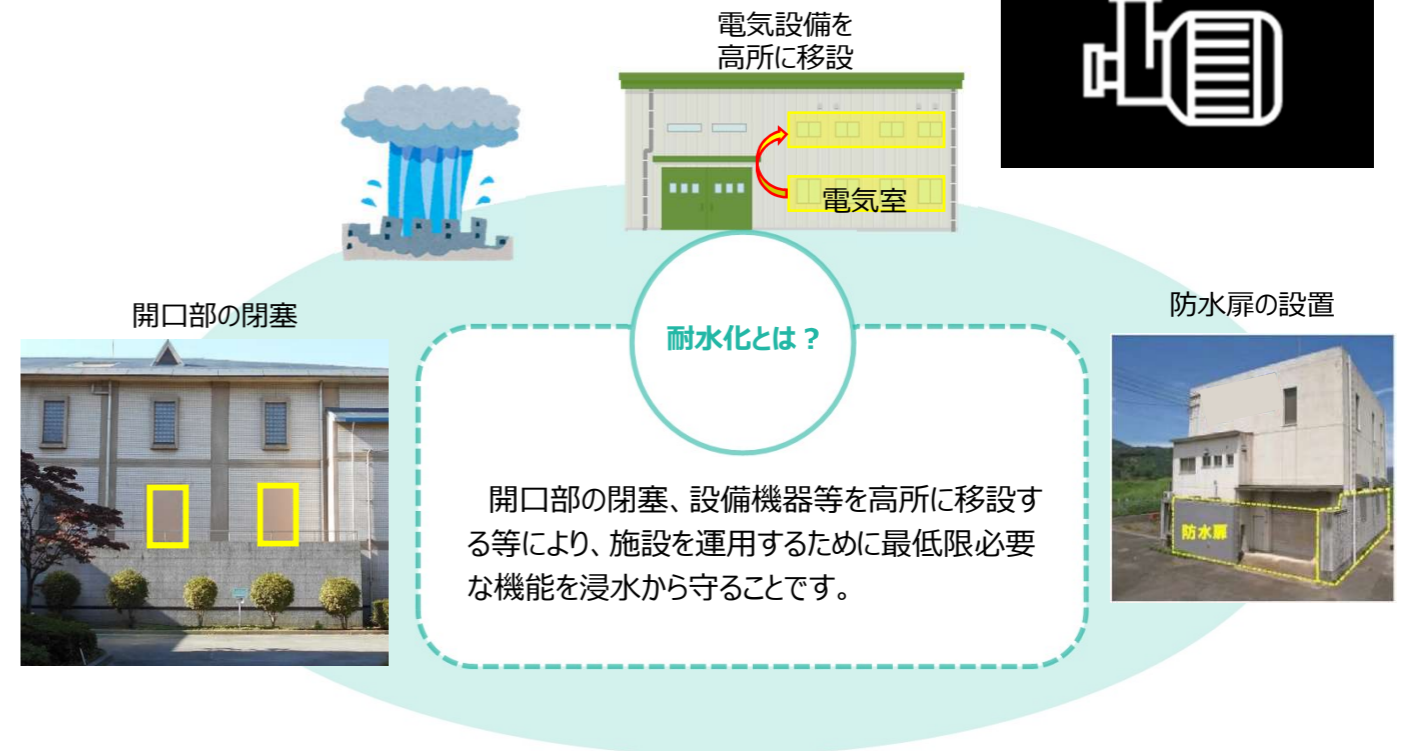 電気設備を
高所に移設
電気室
開口部の閉塞
防水扉の設置
耐水化とは？
防水扉
開口部の閉塞、設備機器等を高所に移設す
る等により、施設を運用するために最低限必要
な機能を浸水から守ることです。